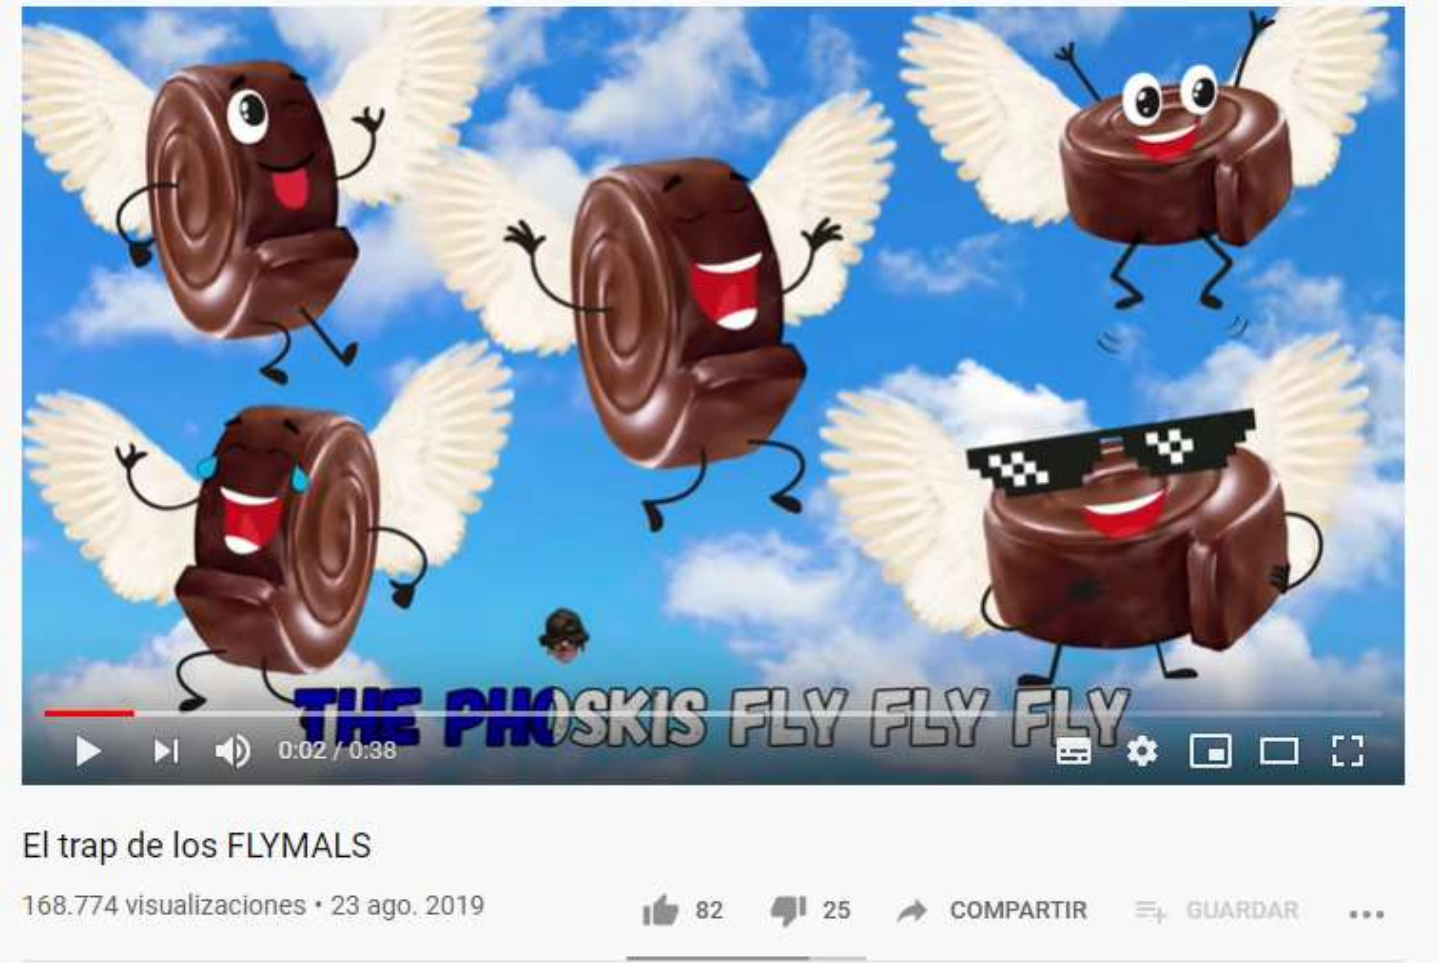 THE PHOSKIS FLY FLY FLY
0:02 / 0:38
El trap de los FLYMALS
168.774 visualizaciones • 23 ago. 2019
82 25 COMPARTIR GUARDAR